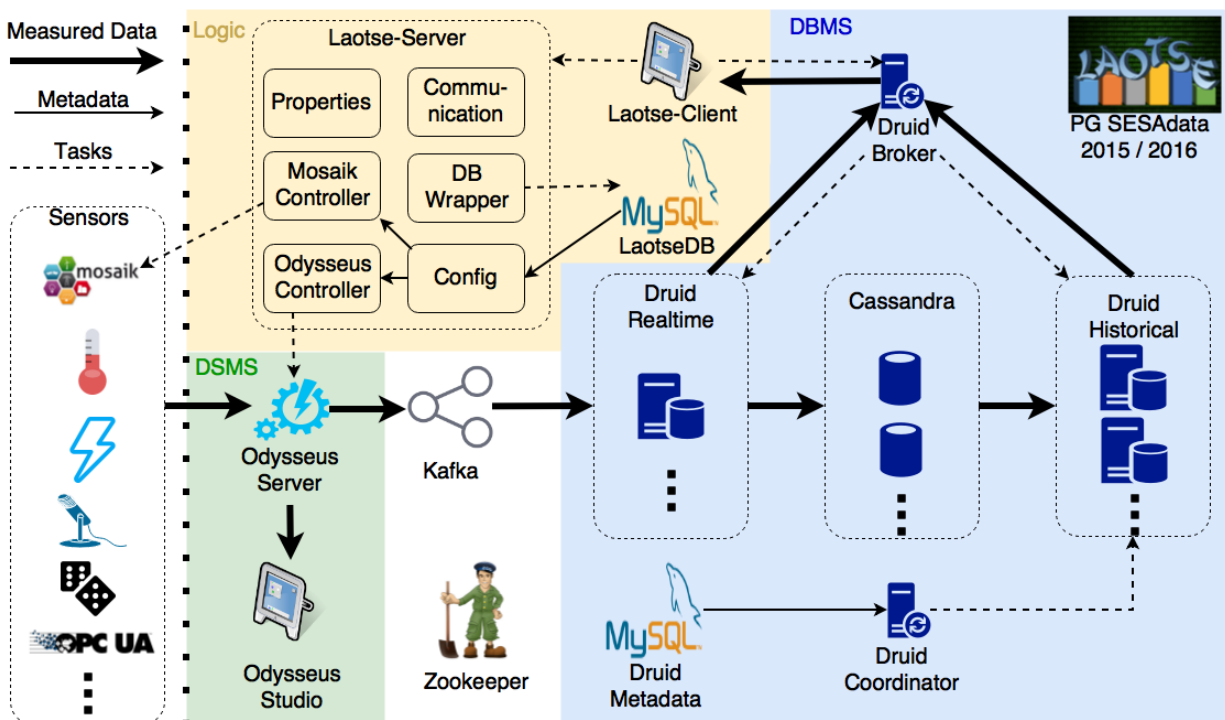 Measured Data
Metadata
Tasks
Sensors
mosaik
OPC UA
Logic
Laotse-Server
Properties
Commu-
nication
Mosaik
Controller
DB
Wrapper
Odysseus
Controller
Config
Laotse-Client
MySQL
LaotseDB
DBMS
Druid
Broker
LAOTSE
PG SESAdata
2015 / 2016
DSMS
Odysseus
Server
Odysseus
Studio
Kafka
Zookeeper
Druid
Realtime
Cassandra
Druid
Historical
MySQL
Druid
Metadata
Druid
Coordinator